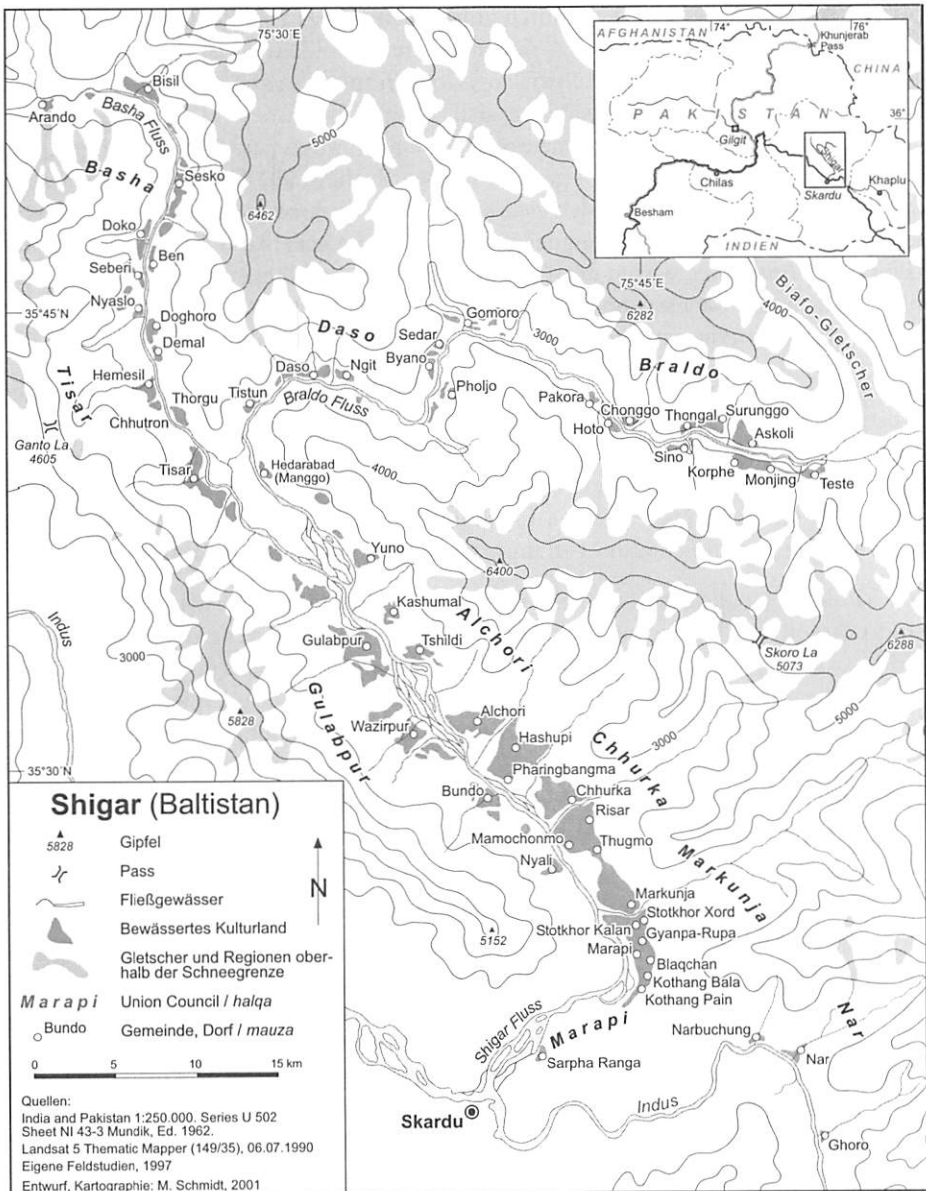 75°30´E
AFGHANISTAN
74°
76°
Khunjerab
Pass
CHINA
PAKISTAN
36°
Gilgit
Shigar
Chilas
Skardu
Khaplu
Besham
INDIEN
Bisil
Arando
Basha Fluss
5000
Basha
Sesko
6462
Doko
Ben
Seberi
Nyaslo
35°45´N
Doghoro
Demal
Hemesil
Thorgu
Chhutron
Tisar
Ganto La
4605
Tisar
75°45´E
6282
Biafo-Gletscher
4000
Daso
Gomoro
3000
Sedar
Byano
Braldo
Daso
Ngit
Tistun
Braldo Fluss
Pholjo
Pakora
Chonggo
Thongal
Surunggo
Hoto
Askoli
Sino
Korphe
Monjing
Teste
Hedarabad
(Manggo)
4000
Yuno
6400
Kashumal
Alchori
Indus
3000
Gulabpur
Tshildi
Skoro La
5073
6288
5828
Gulabpur
Wazirpur
Alchori
Hashupi
Chhurka
3000
5000
35°30´N
Pharingbangma
Bundo
Chhurka
Risar
Mamochonmo
Thugmo
Nyali
Markunja
Markunja
Stotkhor Xord
Stotkhor Kalan
Gyanpa-Rupa
Marapi
5152
Blaqchan
Kothang Bala
Kothang Pain
Shigar Fluss
Marapi
Sarpha Ranga
Narbuchung
Nar
Nar
Skardu
Indus
Ghoro
Shigar (Baltistan)
5828
Gipfel
Pass
Fließgewässer
Bewässertes Kulturland
Gletscher und Regionen ober-
halb der Schneegrenze
Marapi Union Council / halqa
Bundo Gemeinde, Dorf / mauza
N
0 5 10 15 km
Quellen:
India and Pakistan 1:250.000. Series U 502
Sheet NI 43-3 Mundik, Ed. 1962.
Landsat 5 Thematic Mapper (149/35), 06.07.1990
Eigene Feldstudien, 1997
Entwurf, Kartographie: M. Schmidt, 2001